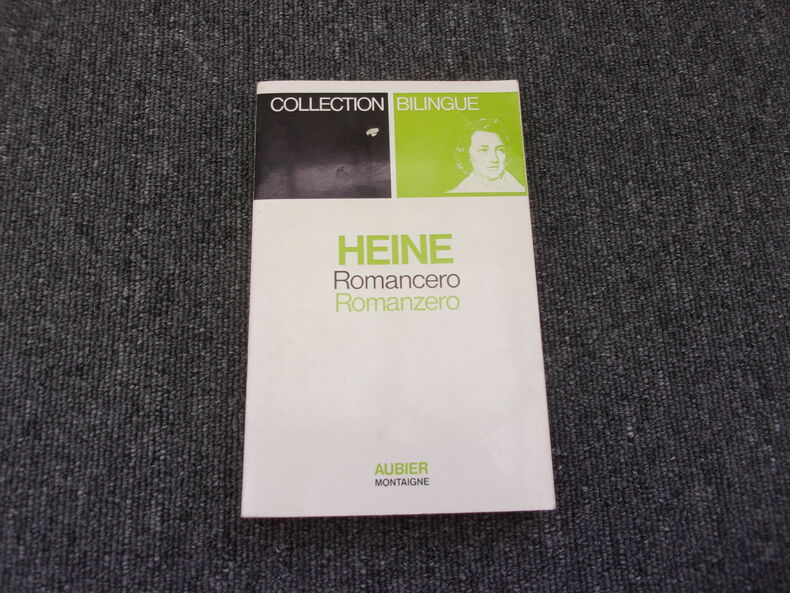 COLLECTION BILINGUE
HEINE
Romancero
Romanzero
AUBIER
MONTAIGNE